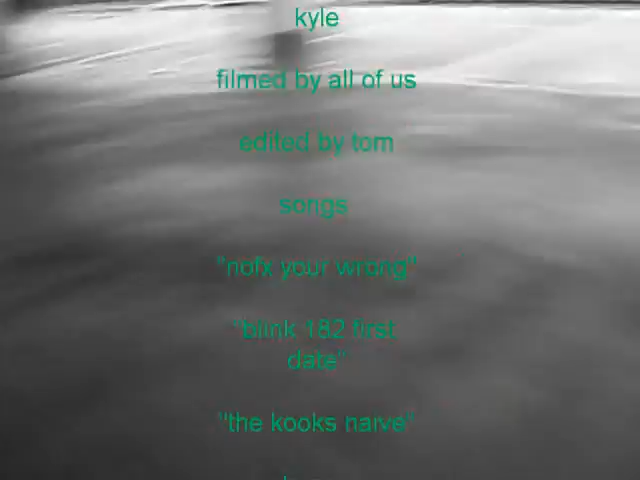 kyle
filmed by all of us
edited by tom
songs
"nofx your wrong"
"blink 182 first
date"
"the kooks naive"